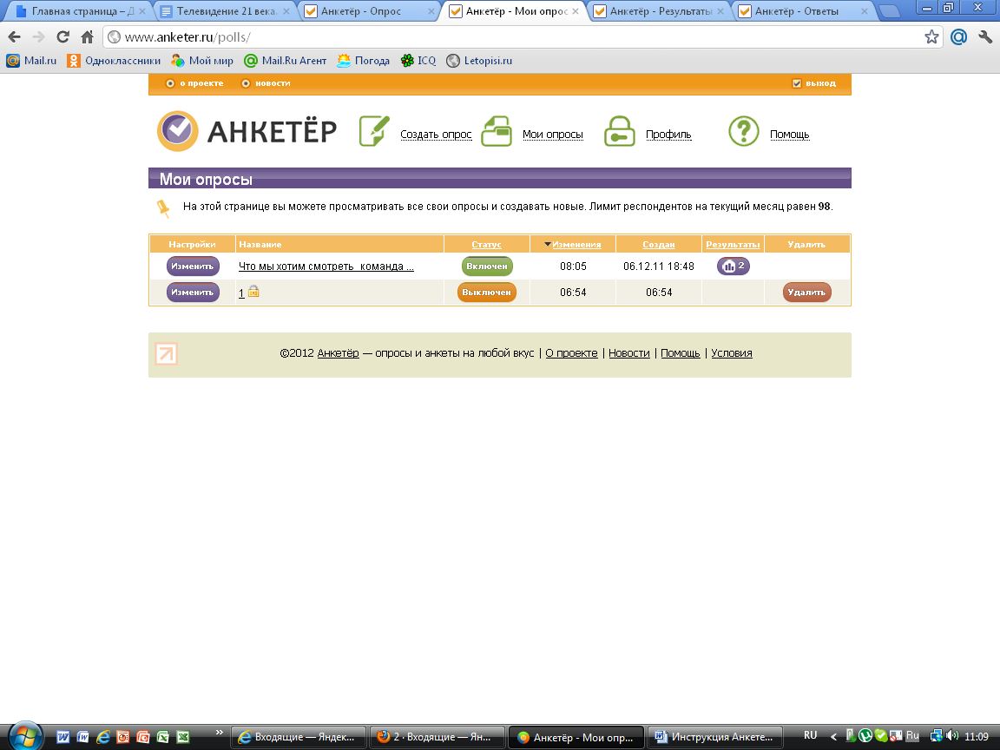 Главная страница – Д
Телевидение 21 века.
Анкетёр - Опрос
Анкетёр - Мои опрос
Анкетёр - Результаты
Анкетёр - Ответы
www.anketer.ru/polls/
Mail.ru
Одноклассники
Мой мир
Mail.Ru Агент
Погода
ICQ
Letopisi.ru
о проекте
новости
выход
АНКЕТЁР
Создать опрос
Мои опросы
Профиль
Помощь
Мои опросы
На этой странице вы можете просматривать все свои опросы и создавать новые. Лимит респондентов на текущий месяц равен 98.
Настройки Название Статус Изменения Создан Результаты Удалить
Изменить Что мы хотим смотреть_команда ... Включен 08:05 06.12.11 18:48 2
Изменить 1 Выключен 06:54 06:54 Удалить
©2012 Анкетёр — опросы и анкеты на любой вкус | О проекте | Новости | Помощь | Условия
Входящие — Яндек...
2 · Входящие — Ян...
Анкетёр - Мои опр...
Инструкция Анкете...
RU
Ru
11:09